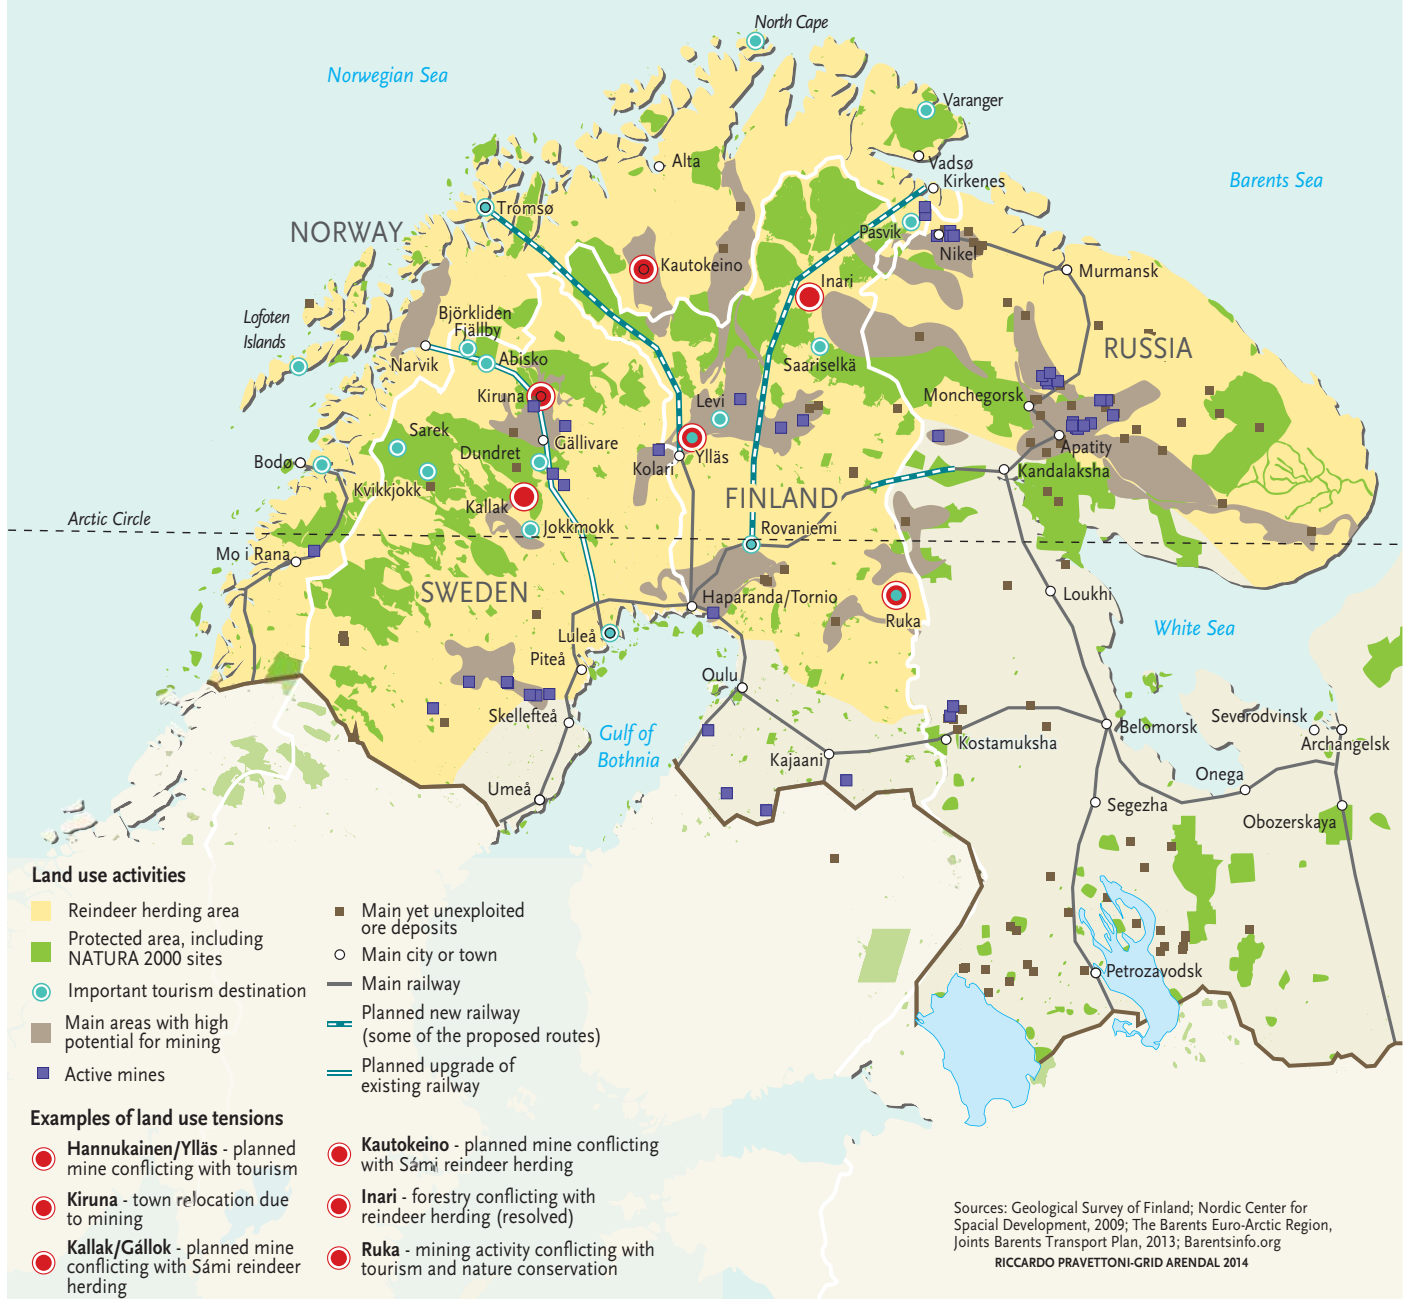 North Cape
Norwegian Sea
Varanger
Alta
Vadsø
Kirkenes
Barents Sea
Tromsø
NORWAY
Pasvik
Nikel
Kautokeino
Murmansk
Inari
Lofoten
Islands
Björkliden
Fjällby
Narvik
Abisko
Saariselkä
RUSSIA
Kiruna
Levi
Monchegorsk
Sarek
Gällivare
Dundret
Ylläs
Kolari
Apatity
Bodø
Kvikkjokk
Kandalaksha
Kallak
FINLAND
Arctic Circle
Jokkmokk
Rovaniemi
Mo i Rana
SWEDEN
Haparanda/Tornio
Loukhi
Ruka
White Sea
Luleå
Piteå
Oulu
Skellefteå
Gulf of
Bothnia
Belomorsk
Severodvinsk
Archangelsk
Kostamuksha
Kajaani
Onega
Umeå
Segezha
Obozerskaya
Petrozavodsk
Land use activities
Reindeer herding area
Protected area, including
NATURA 2000 sites
Important tourism destination
Main areas with high
potential for mining
Active mines
Main yet unexploited
ore deposits
Main city or town
Main railway
Planned new railway
(some of the proposed routes)
Planned upgrade of
existing railway
Examples of land use tensions
Hannukainen/Ylläs - planned
mine conflicting with tourism
Kiruna - town relocation due
to mining
Kallak/Gállok - planned mine
conflicting with Sámi reindeer
herding
Kautokeino - planned mine conflicting
with Sámi reindeer herding
Inari - forestry conflicting with
reindeer herding (resolved)
Ruka - mining activity conflicting with
tourism and nature conservation
Sources: Geological Survey of Finland; Nordic Center for
Spacial Development, 2009; The Barents Euro-Arctic Region,
Joints Barents Transport Plan, 2013; Barentsinfo.org
RICCARDO PRAVETTONI-GRID ARENDAL 2014